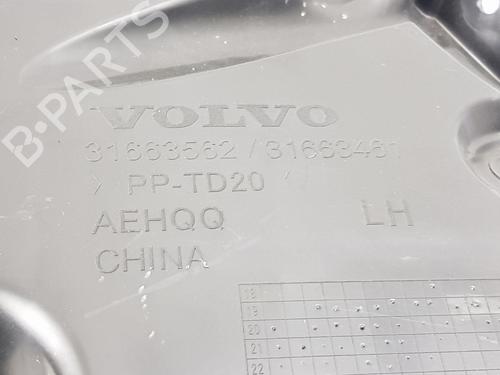 B-PARTS
VOLVO
31663562 / 31663461
> PP-TD20 <
AEHQQ LH
CHINA
18
19
20
21
22